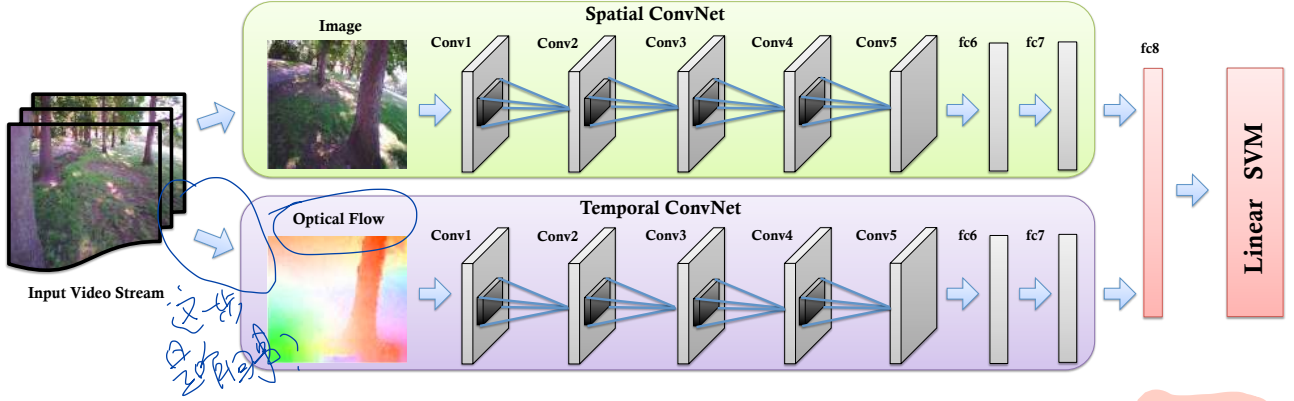 Spatial ConvNet
Image
Conv1 Conv2 Conv3 Conv4 Conv5 fc6 fc7 fc8
Input Video Stream
Linear SVM
Temporal ConvNet
Optical Flow
Conv1 Conv2 Conv3 Conv4 Conv5 fc6 fc7
这一步
是